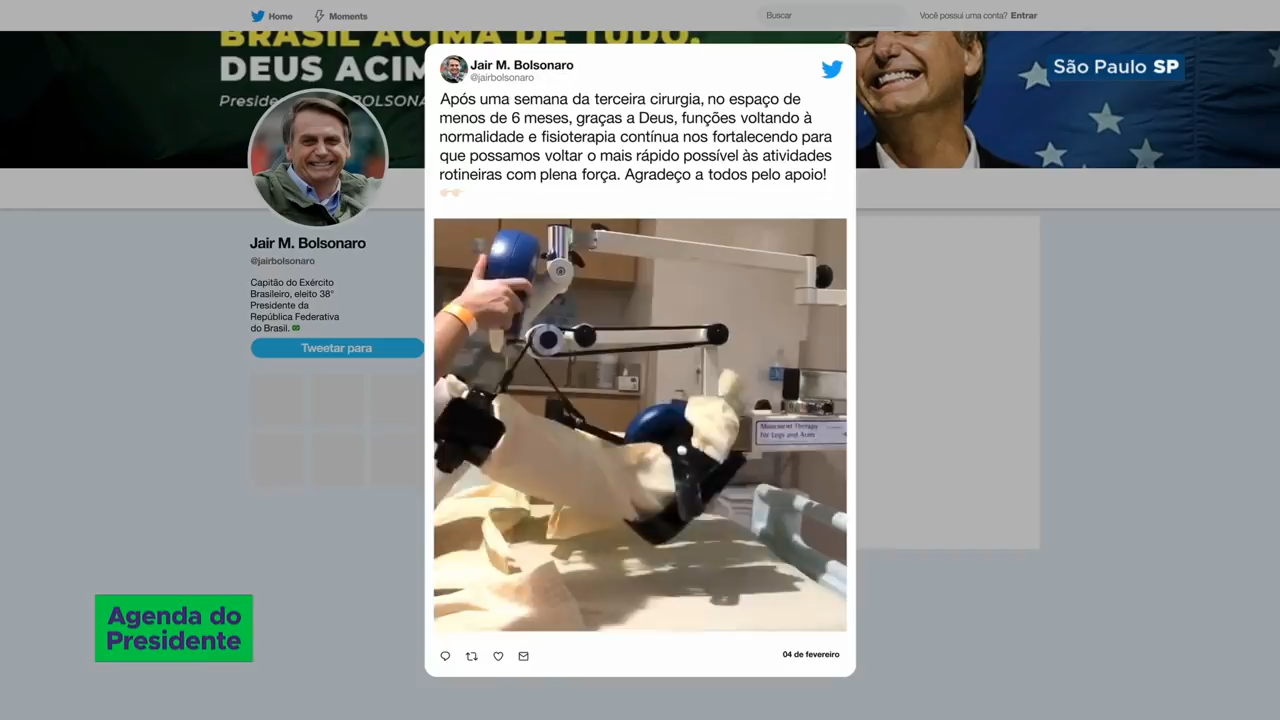 Home
Moments
Buscar
Você possui uma conta? Entrar
BRASIL ACIMA DE TUDO,
DEUS ACIM
Preside
BOLSONA
São Paulo SP
Jair M. Bolsonaro
@jairbolsonaro
Após uma semana da terceira cirurgia, no espaço de
menos de 6 meses, graças a Deus, funções voltando à
normalidade e fisioterapia contínua nos fortalecendo para
que possamos voltar o mais rápido possível às atividades
rotineiras com plena força. Agradeço a todos pelo apoio!
Jair M. Bolsonaro
@jairbolsonaro
Capitão do Exército
Brasileiro, eleito 38°
Presidente da
República Federativa
do Brasil.
Tweetar para
Movement Therapy
for Legs and Arms
Agenda do
Presidente
04 de fevereiro